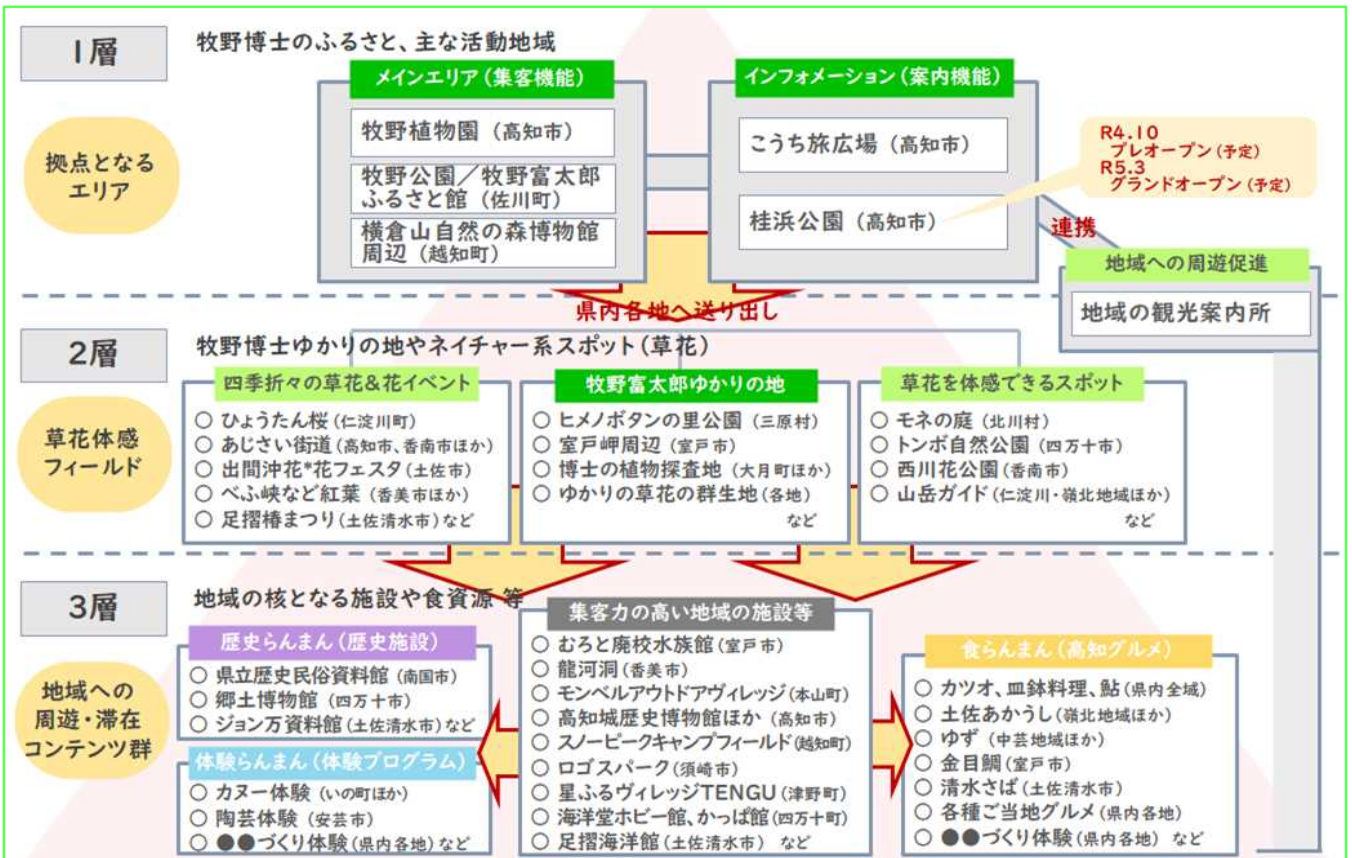 1層
牧野博士のふるさと、主な活動地域
拠点となる
エリア
メインエリア(集客機能)
牧野植物園(高知市)
牧野公園/牧野富太郎
ふるさと館(佐川町)
横倉山自然の森博物館
周辺(越知町)
インフォメーション(案内機能)
こうち旅広場(高知市)
桂浜公園(高知市)
R4.10
プレオープン(予定)
R5.3
グランドオープン(予定)
連携
地域への周遊促進
地域の観光案内所
県内各地へ送り出し
2層
牧野博士ゆかりの地やネイチャー系スポット(草花)
草花体感
フィールド
四季折々の草花&花イベント
○ ひょうたん桜(仁淀川町)
○ あじさい街道(高知市、香南市ほか)
○ 出間沖花*花フェスタ(土佐市)
○ べふ峡など紅葉(香美市ほか)
○ 足摺椿まつり(土佐清水市)など
牧野富太郎ゆかりの地
○ ヒメノボタンの里公園(三原村)
○ 室戸岬周辺(室戸市)
○ 博士の植物探査地(大月町ほか)
○ ゆかりの草花の群生地(各地)
など
草花を体感できるスポット
○ モネの庭(北川村)
○ トンボ自然公園(四万十市)
○ 西川花公園(香南市)
○ 山岳ガイド(仁淀川・嶺北地域ほか)
など
3層
地域の核となる施設や食資源 等
地域への
周遊・滞在
コンテンツ群
歴史らんまん(歴史施設)
○ 県立歴史民俗資料館(南国市)
○ 郷土博物館(四万十市)
○ ジョン万資料館(土佐清水市)など
体験らんまん(体験プログラム)
○ カヌー体験(いの町ほか)
○ 陶芸体験(安芸市)
○ ●●づくり体験(県内各地)など
集客力の高い地域の施設等
○ むろと廃校水族館(室戸市)
○ 龍河洞(香美市)
○ モンベルアウトドアヴィレッジ(本山町)
○ 高知城歴史博物館ほか(高知市)
○ スノーピークキャンプフィールド(越知町)
○ ロゴスパーク(須崎市)
○ 星ふるヴィレッジTENGU(津野町)
○ 海洋堂ホビー館、かっぱ館(四万十町)
○ 足摺海洋館(土佐清水市)など
食らんまん(高知グルメ)
○ カツオ、皿鉢料理、鮎(県内全域)
○ 土佐あかうし(嶺北地域ほか)
○ ゆず(中芸地域ほか)
○ 金目鯛(室戸市)
○ 清水さば(土佐清水市)
○ 各種ご当地グルメ(県内各地)
○ ●●づくり体験(県内各地)など